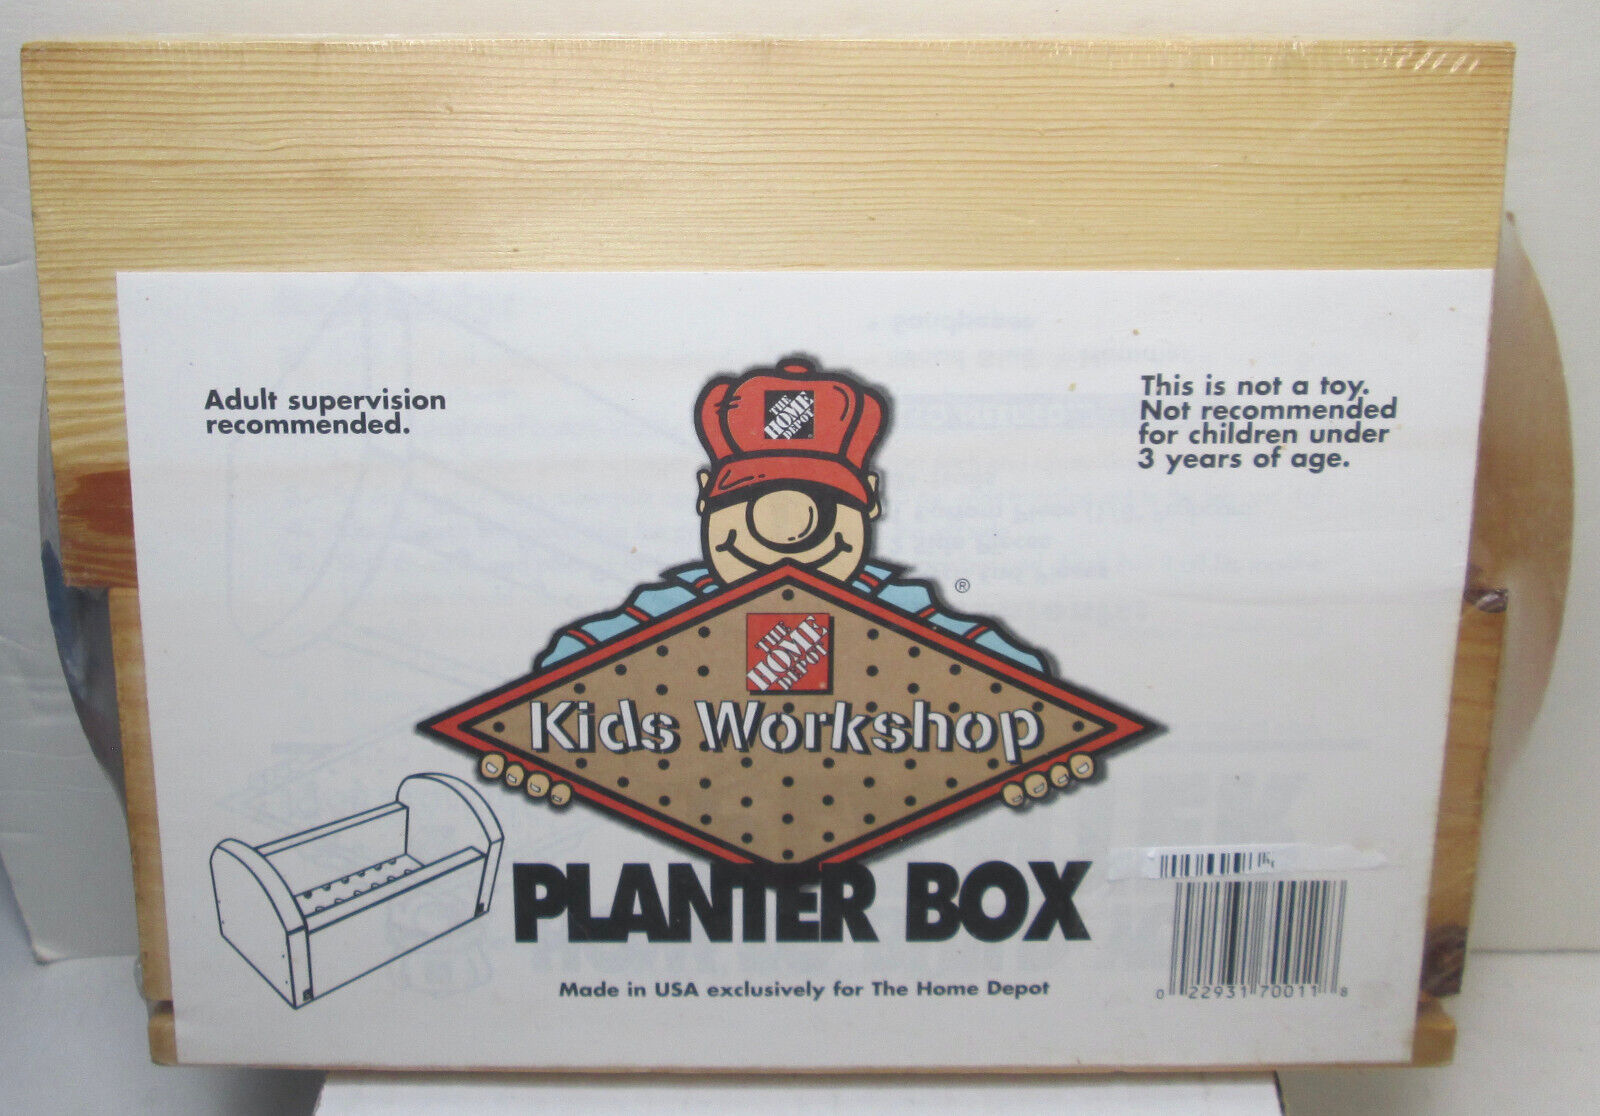 Adult supervision
recommended.
This is not a toy.
Not recommended
for children under
3 years of age.
THE
HOME
DEPOT
®
THE
HOME
DEPOT
Kids Workshop
PLANTER BOX
Made in USA exclusively for The Home Depot
0 22931 70011 8